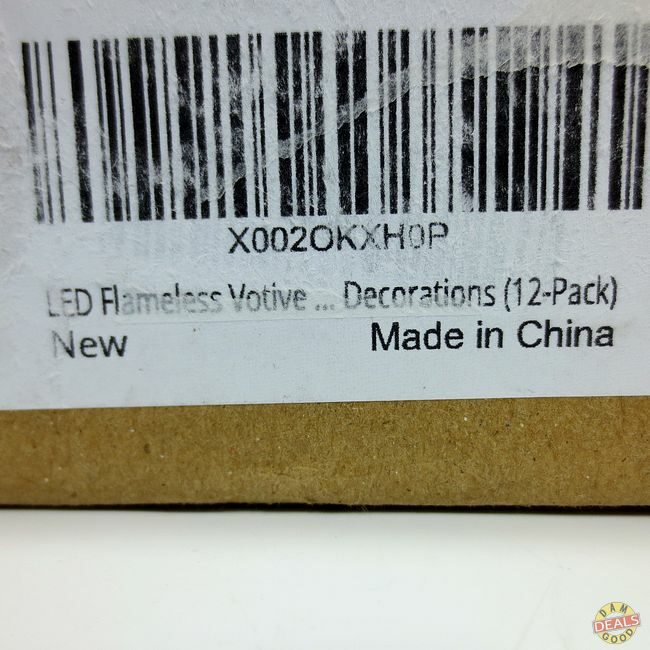 X002OKXH0P
LED Flameless Votive ... Decorations (12-Pack)
New
Made in China
DAM
DEALS
GOOD